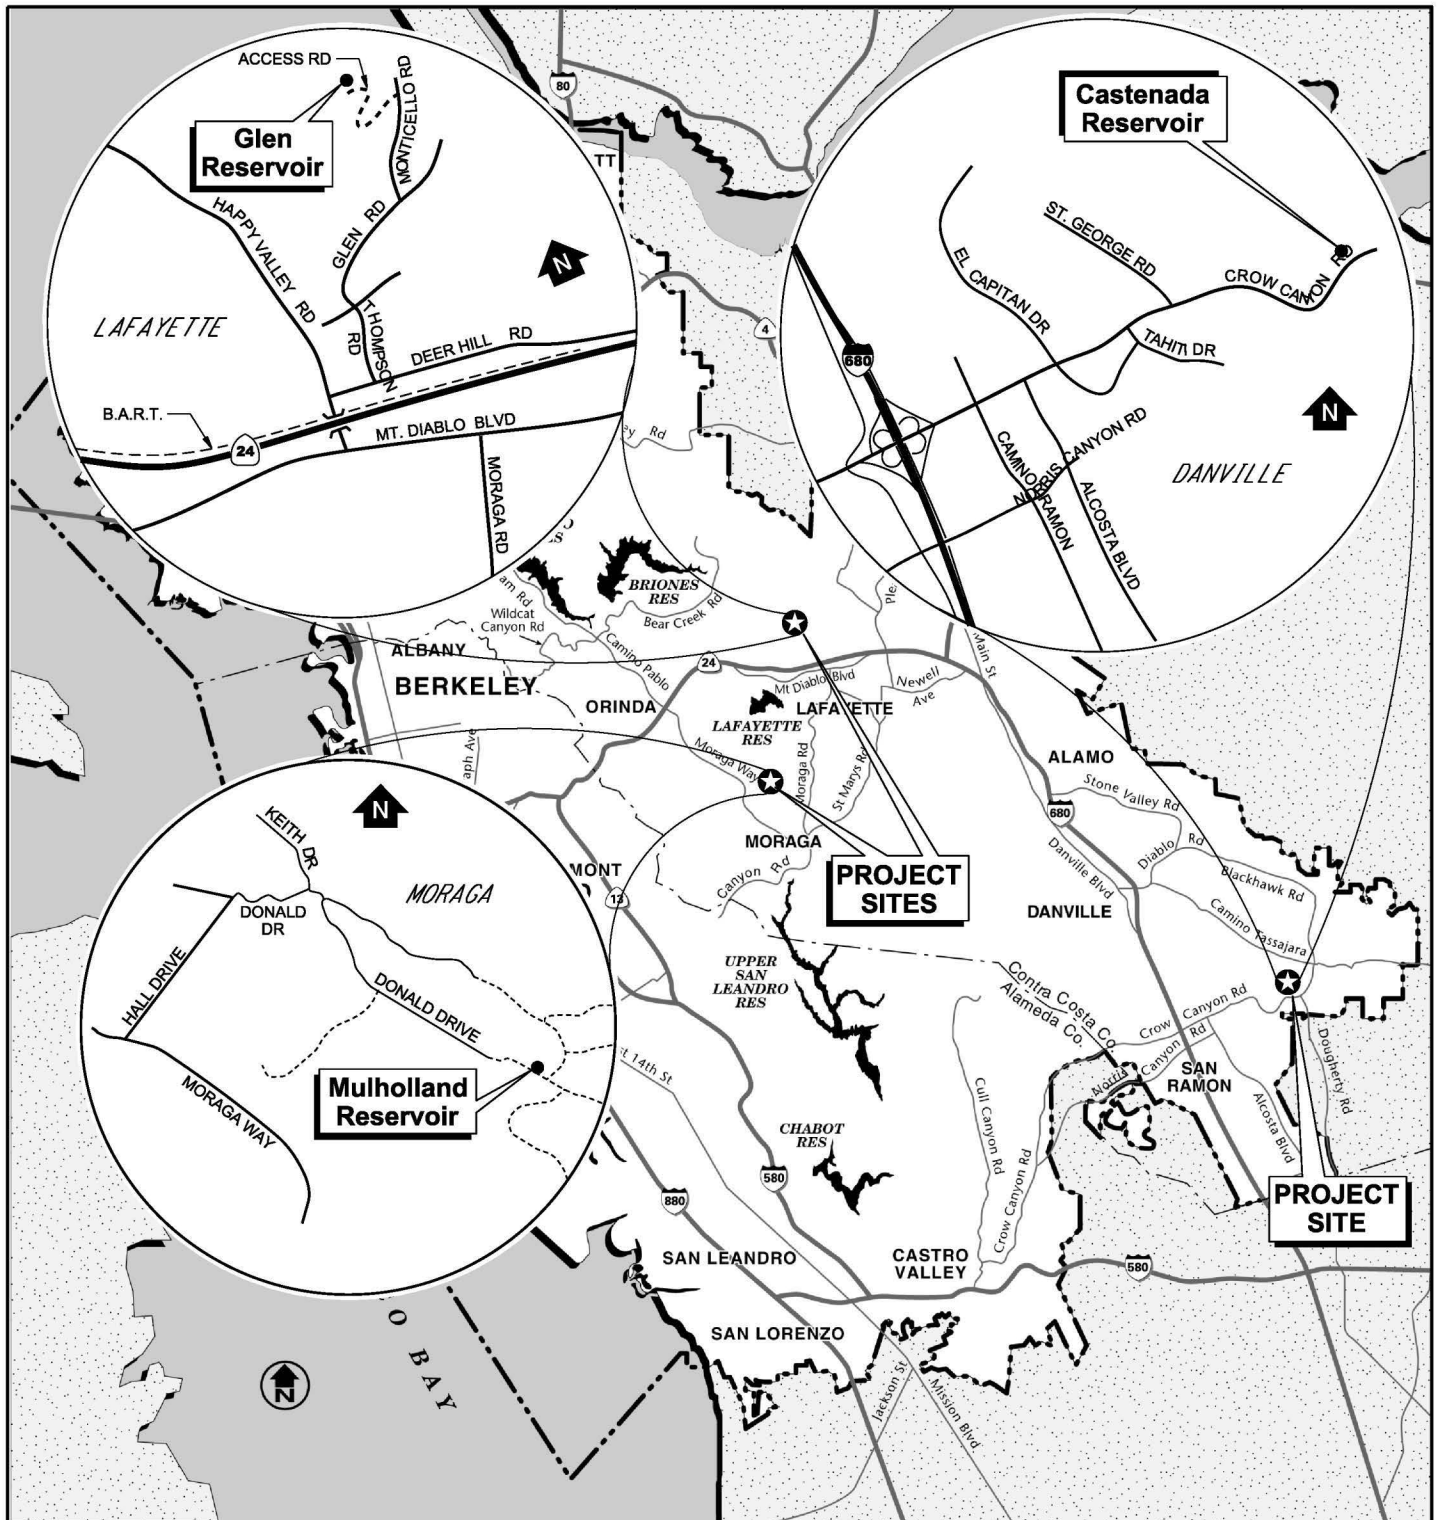 ACCESS RD
MONTICELLO RD
Glen
Reservoir
HAPPY VALLEY RD
GLEN RD
THOMPSON
RD
N
LAFAYETTE
DEER HILL RD
B.A.R.T.
24
MT. DIABLO BLVD
MORAGA RD
80
TT
4
Castenada
Reservoir
ST. GEORGE RD
EL CAPITAN DR
CROW CANYON RD
TAHITI DR
680
N
CAMINO RAMON
NORRIS CANYON RD
ALCOSTA BLVD
DANVILLE
Rd
BRIONES
RES
Bear Creek Rd
Wildcat
Canyon Rd
Camino Pablo
ALBANY
BERKELEY
ORINDA
24
Mt Diablo Blvd
Newell
Ave
Main St
LAFAYETTE
LAFAYETTE
RES
Moraga Way
Moraga Rd
St Marys Rd
ALAMO
Stone Valley Rd
680
Danville Blvd
Diablo Rd
Blackhawk Rd
Camino Tassajara
DANVILLE
MORAGA
Canyon Rd
PROJECT
SITES
13
N
KEITH DR
MORAGA
DONALD
DR
HALL DRIVE
DONALD DRIVE
MORAGA WAY
Mulholland
Reservoir
UPPER
SAN
LEANDRO
RES
Contra Costa Co.
Alameda Co.
Crow Canyon Rd
Norris Canyon Rd
SAN
RAMON
Dougherty Rd
Alcosta Blvd
14th St
Cull Canyon Rd
Crow Canyon Rd
CHABOT
RES
580
880
PROJECT
SITE
SAN LEANDRO
CASTRO
VALLEY
580
SAN LORENZO
O BAY
N
Jackson St
Mission Blvd